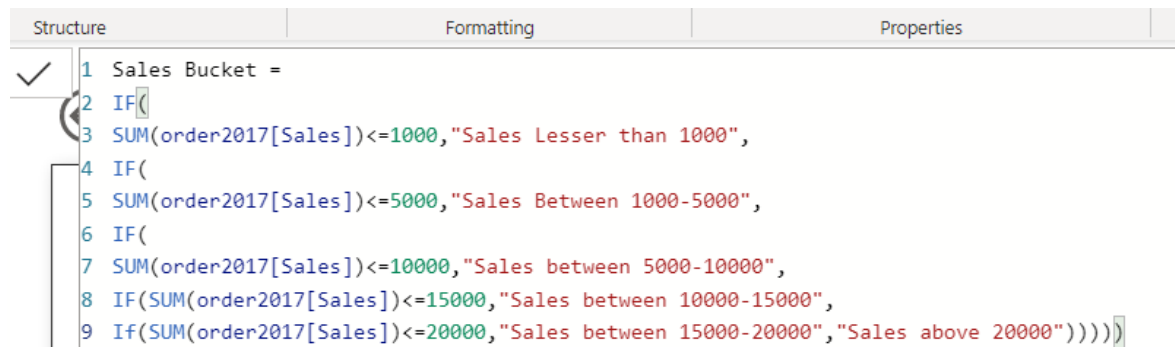 Structure Formatting Properties
1 Sales Bucket =
2 IF(
3 SUM(order2017[Sales])<=1000,"Sales Lesser than 1000",
4 IF(
5 SUM(order2017[Sales])<=5000,"Sales Between 1000-5000",
6 IF(
7 SUM(order2017[Sales])<=10000,"Sales between 5000-10000",
8 IF(SUM(order2017[Sales])<=15000,"Sales between 10000-15000",
9 If(SUM(order2017[Sales])<=20000,"Sales between 15000-20000","Sales above 20000")))))